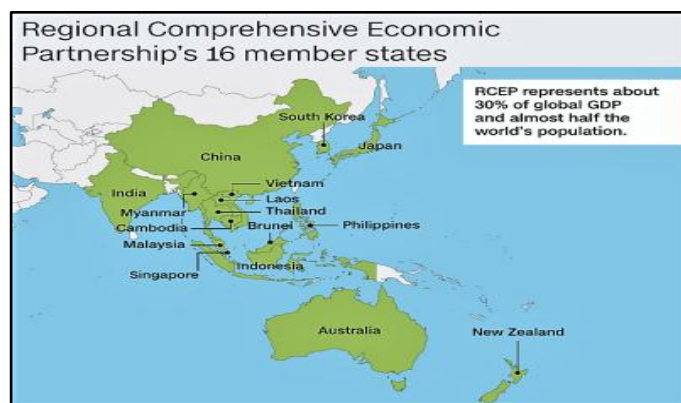 Regional Comprehensive Economic
Partnership's 16 member states
RCEP represents about
30% of global GDP
and almost half the
world's population.
South Korea
Japan
China
India
Vietnam
Laos
Myanmar
Thailand
Cambodia
Brunei
Philippines
Malaysia
Singapore
Indonesia
Australia
New Zealand